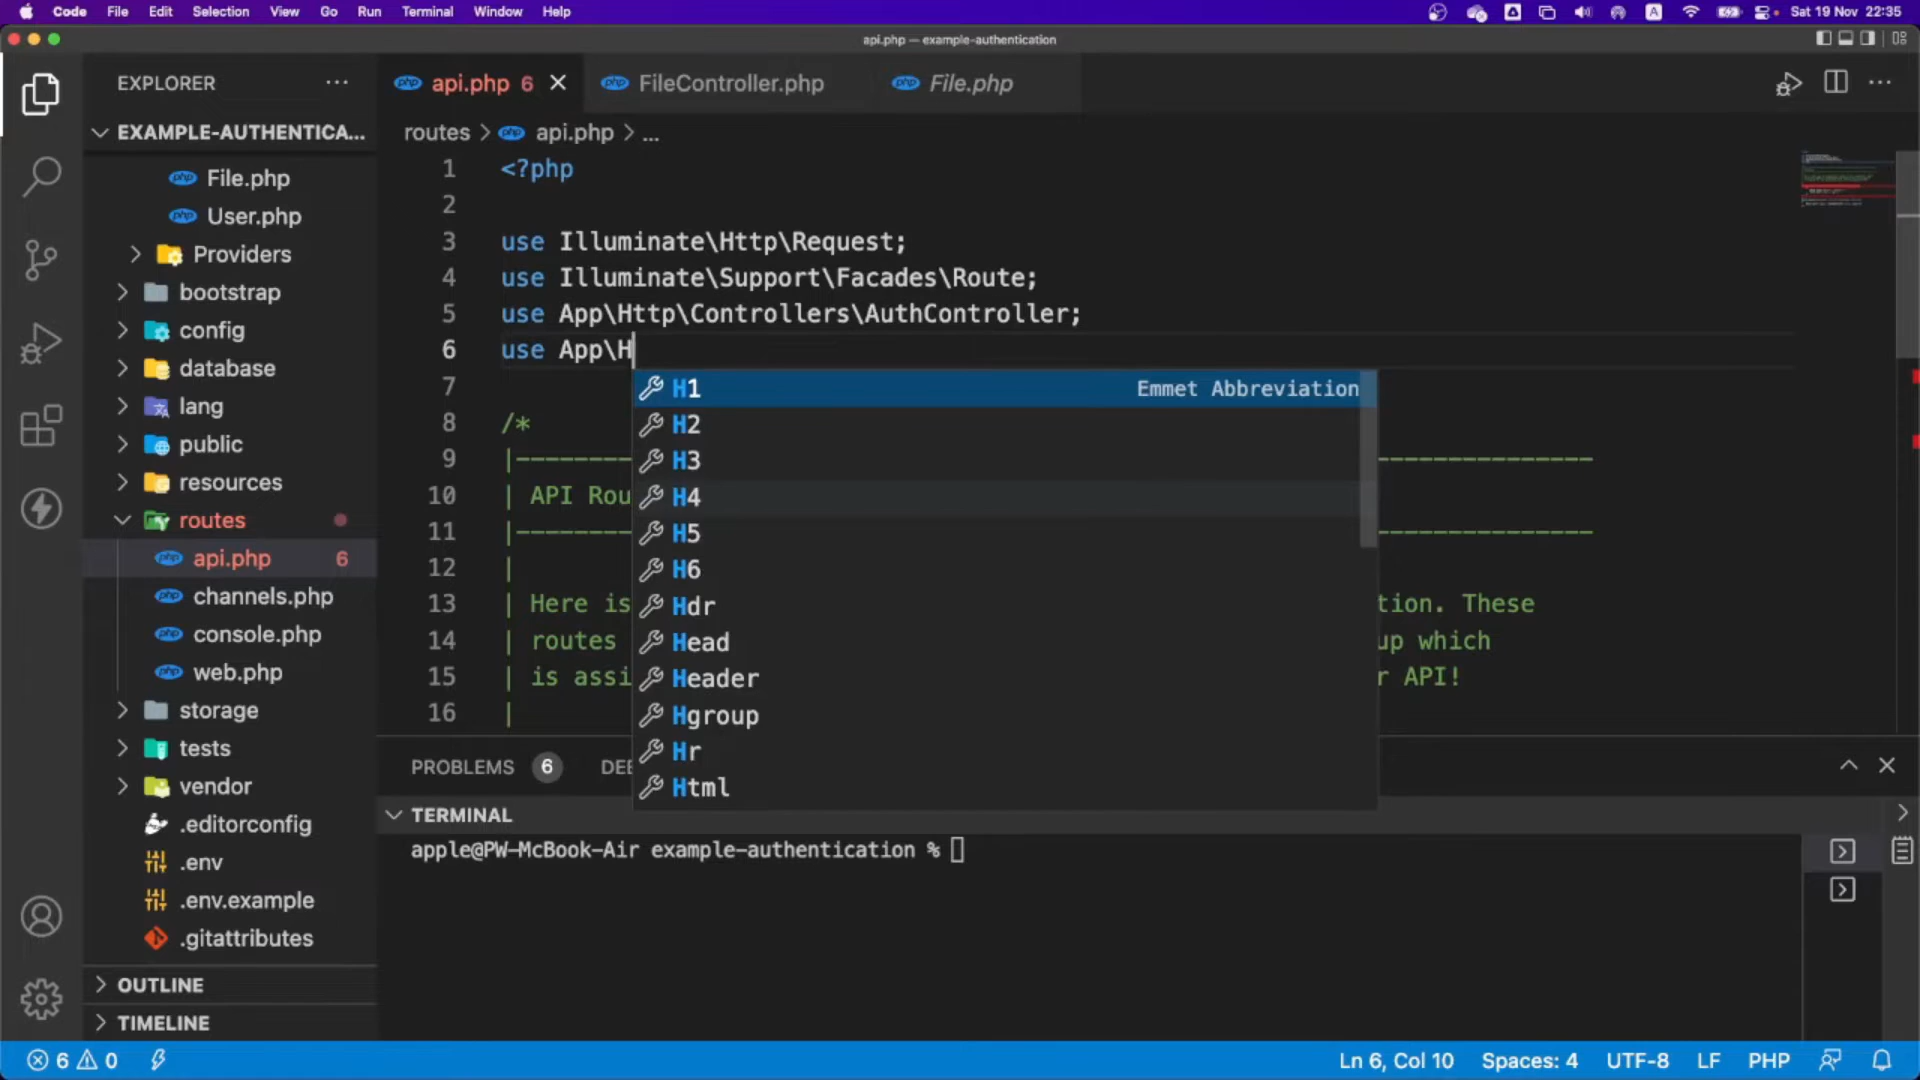 Code File Edit Selection View Go Run Terminal Window Help
A Sat 19 Nov 22:35
api.php — example-authentication
EXPLORER ...
api.php 6
FileController.php
File.php
EXAMPLE-AUTHENTICA...
File.php
User.php
Providers
bootstrap
config
database
lang
public
resources
routes
api.php 6
channels.php
console.php
web.php
storage
tests
vendor
.editorconfig
.env
.env.example
.gitattributes
OUTLINE
TIMELINE
routes > api.php > ...
1 <?php
2
3 use Illuminate\Http\Request;
4 use Illuminate\Support\Facades\Route;
5 use App\Http\Controllers\AuthController;
6 use App\H
7
8 /*
9 |--------------------------------------------------------------------------
10 | API Rou
11 |--------------------------------------------------------------------------
12 |
13 | Here is tion. These
14 | routes up which
15 | is assi r API!
16 |
H1 Emmet Abbreviation
H2
H3
H4
H5
H6
Hdr
Head
Header
Hgroup
Hr
Html
PROBLEMS 6 DEB
TERMINAL
apple@PW-McBook-Air example-authentication %
6 0
Ln 6, Col 10 Spaces: 4 UTF-8 LF PHP